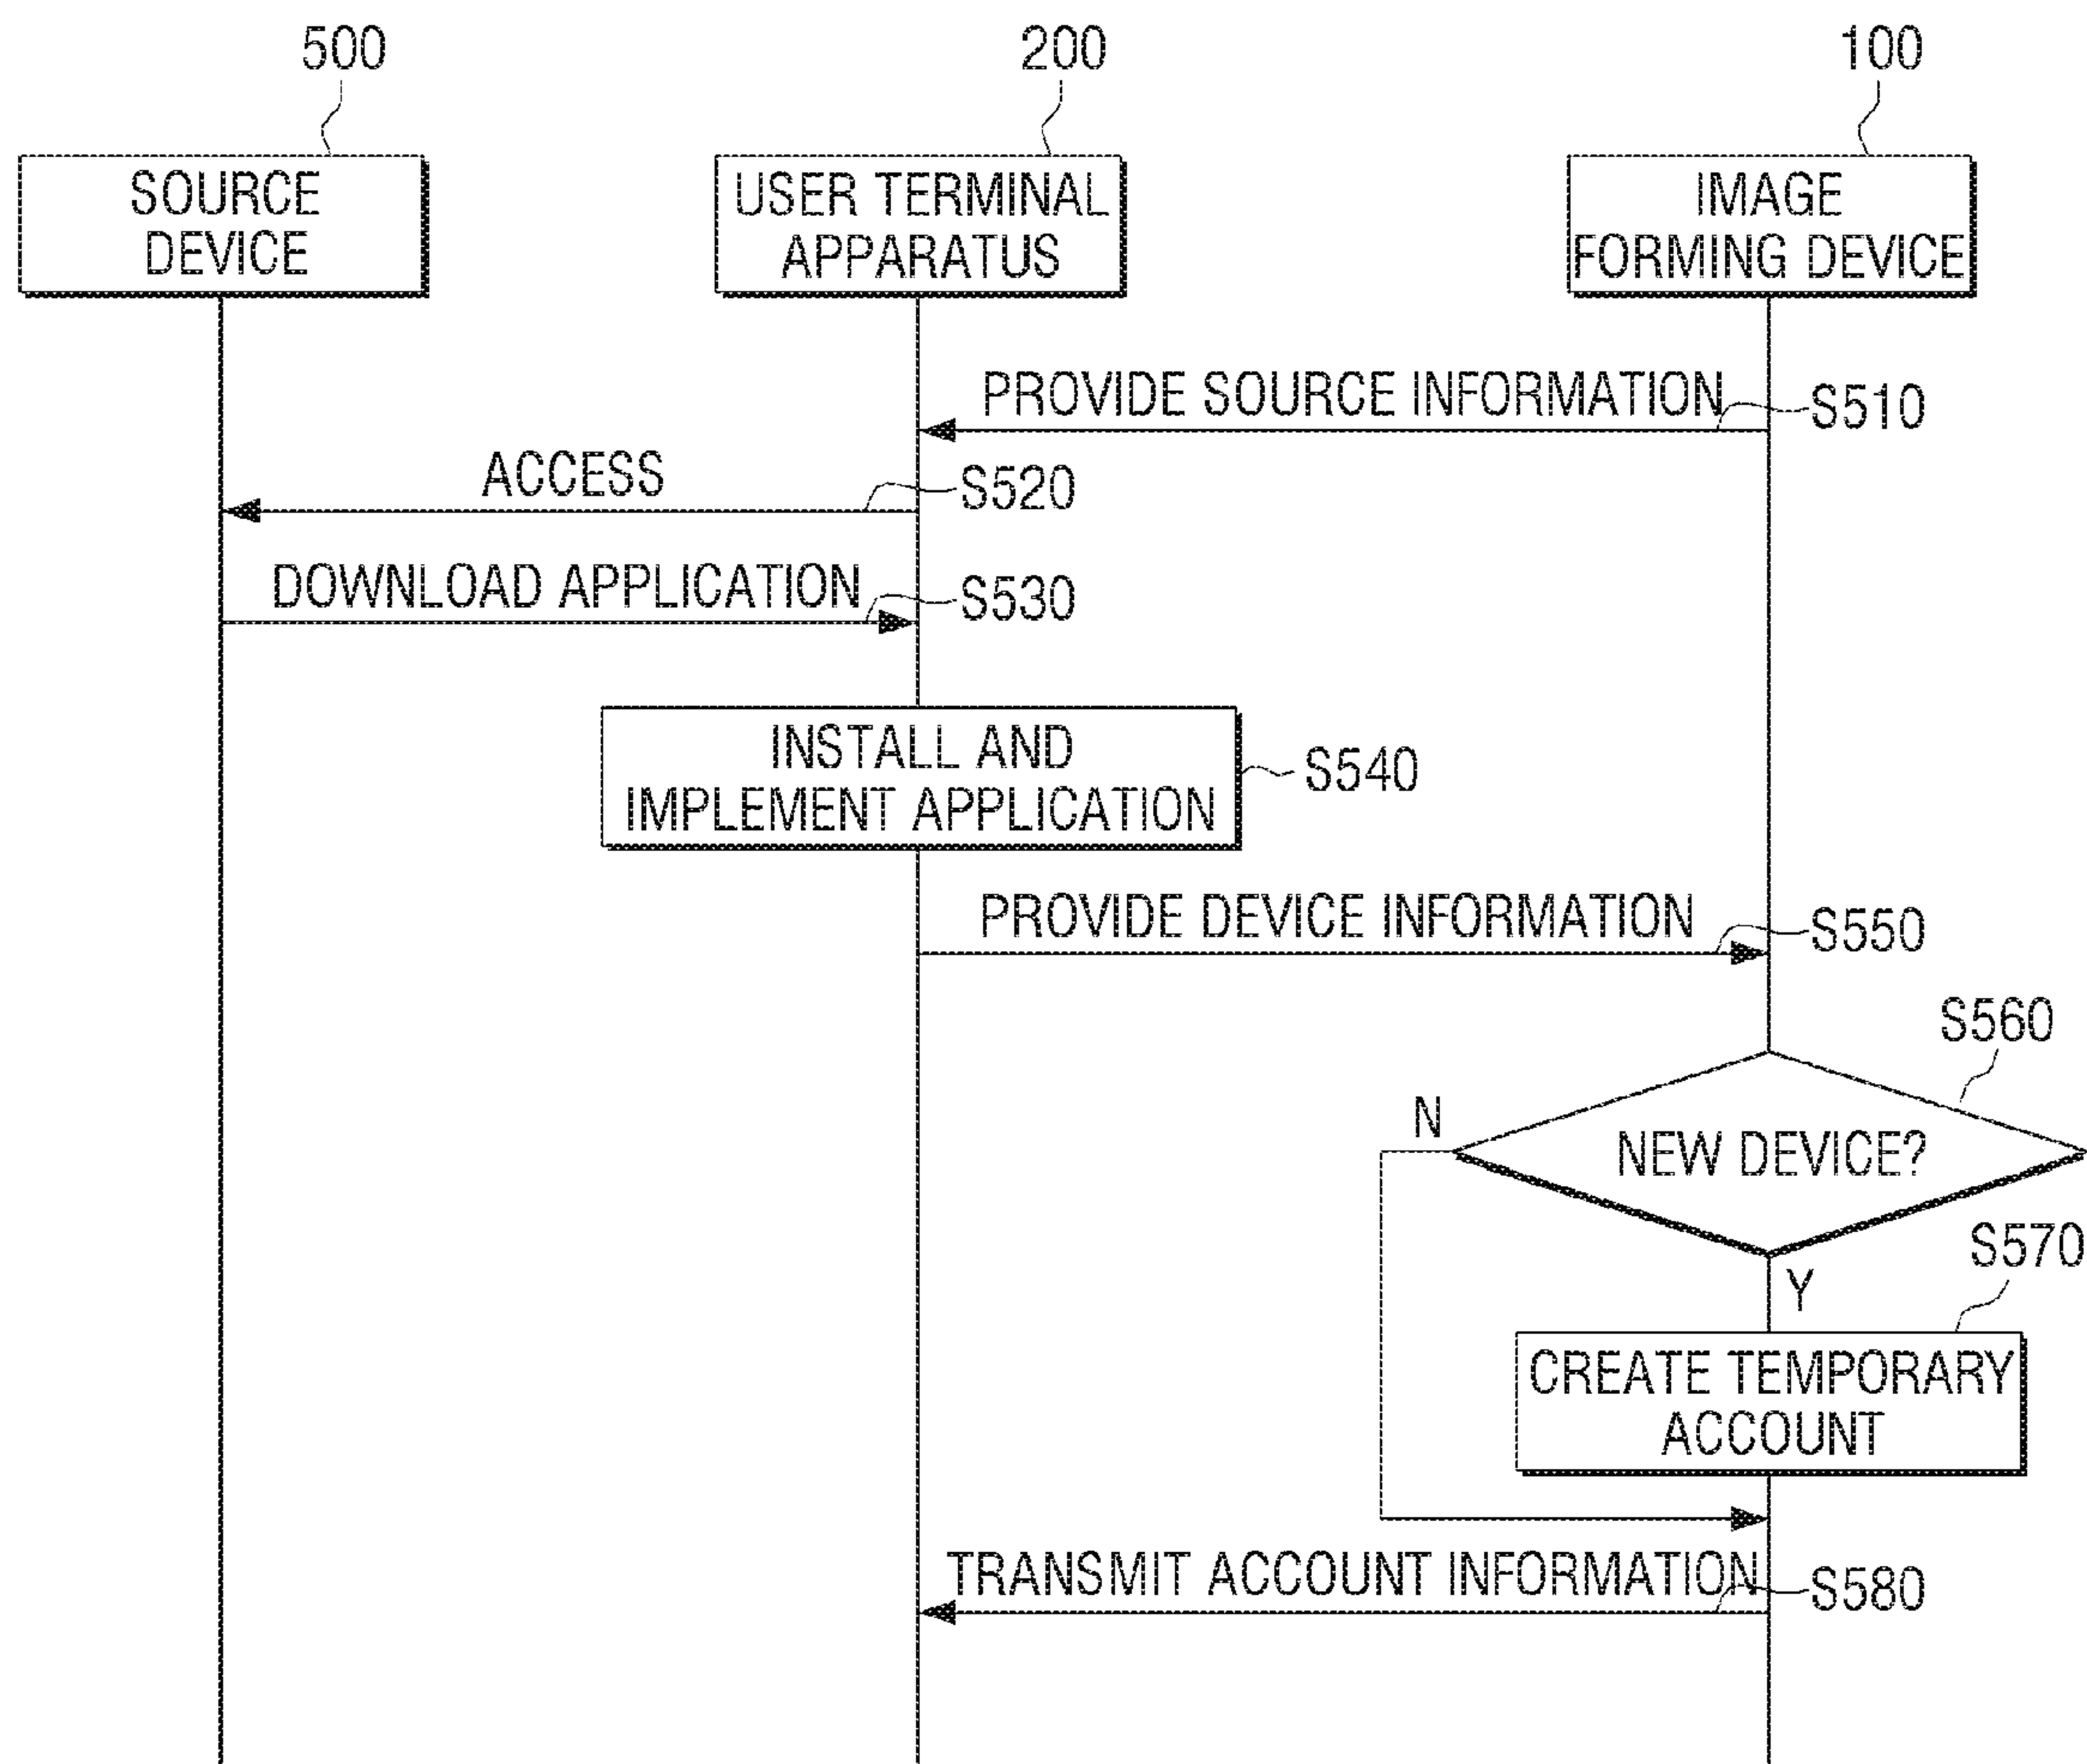 500
200
100
SOURCE
DEVICE
USER TERMINAL
APPARATUS
IMAGE
FORMING DEVICE
PROVIDE SOURCE INFORMATION
S510
ACCESS
S520
DOWNLOAD APPLICATION
S530
INSTALL AND
IMPLEMENT APPLICATION
S540
PROVIDE DEVICE INFORMATION
S550
S560
N
NEW DEVICE?
S570
Y
CREATE TEMPORARY
ACCOUNT
TRANSMIT ACCOUNT INFORMATION
S580